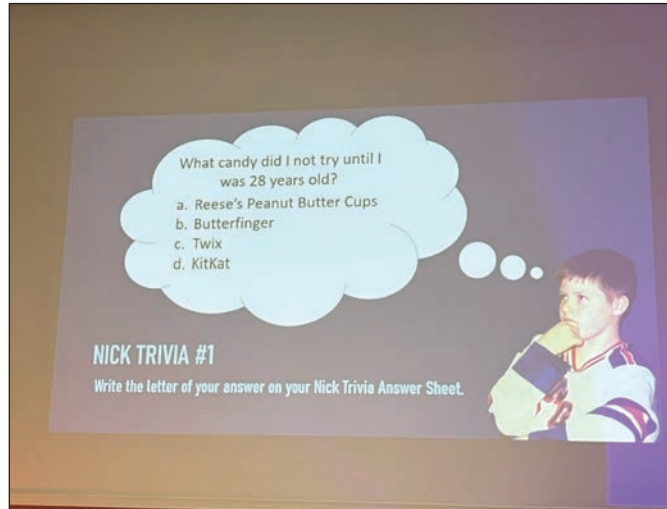 What candy did I not try until I
was 28 years old?
a. Reese's Peanut Butter Cups
b. Butterfinger
c. Twix
d. KitKat
NICK TRIVIA #1
Write the letter of your answer on your Nick Trivia Answer Sheet.